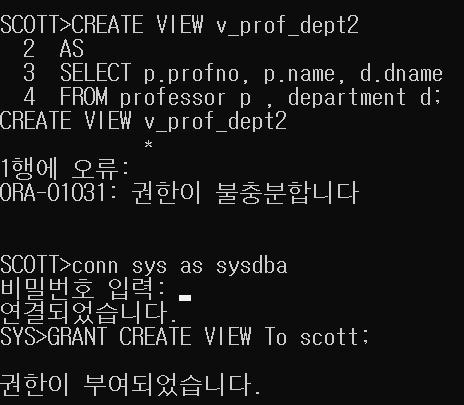 SCOTT>CREATE VIEW v_prof_dept2
2 AS
3 SELECT p.profno, p.name, d.dname
4 FROM professor p , department d;
CREATE VIEW v_prof_dept2
*
1행에 오류:
ORA-01031: 권한이 불충분합니다
SCOTT>conn sys as sysdba
비밀번호 입력:
연결되었습니다.
SYS>GRANT CREATE VIEW To scott;
권한이 부여되었습니다.